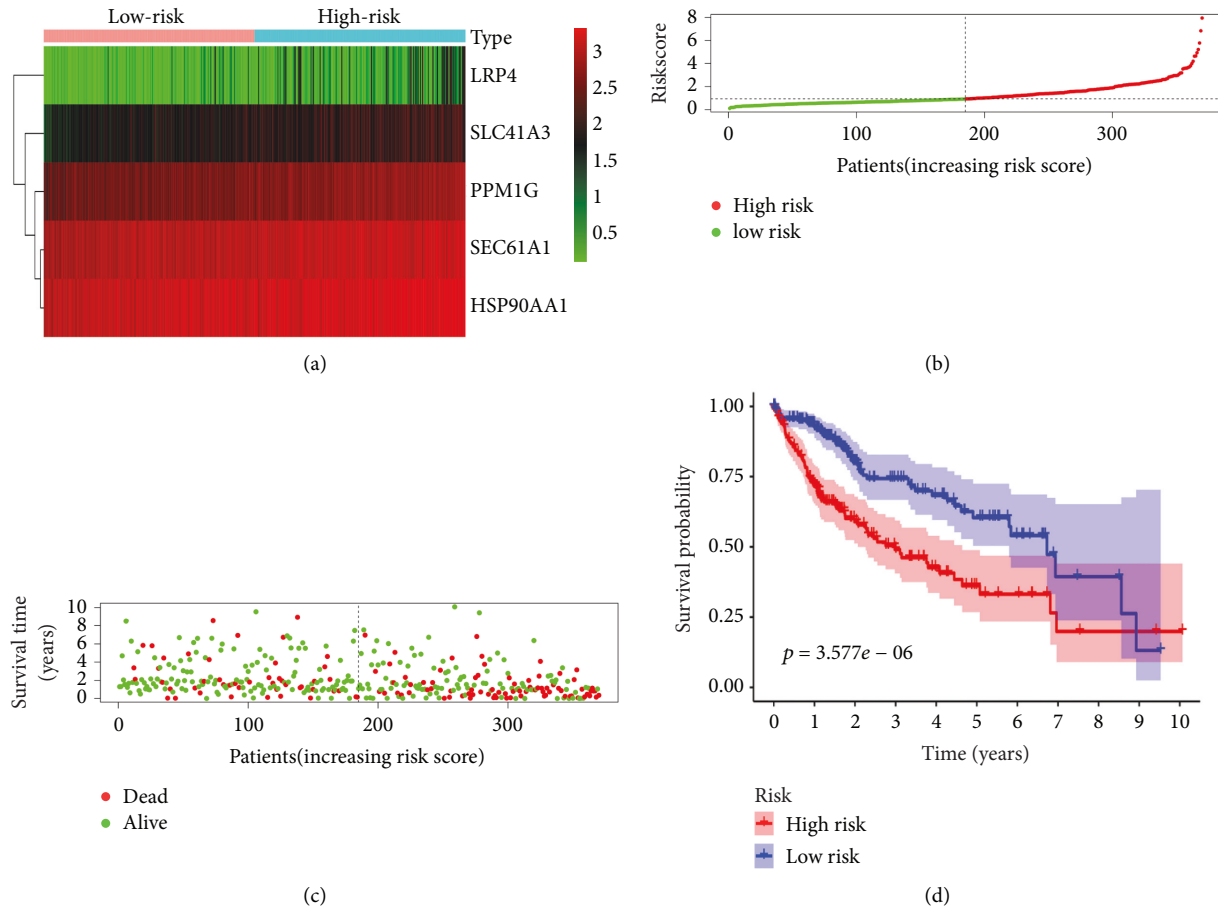 Low-risk
High-risk
Type
LRP4
SLC41A3
PPM1G
SEC61A1
HSP90AA1
3
2.5
2
1.5
1
0.5
(a)
Riskscore
8
6
4
2
0
0
100
200
300
Patients(increasing risk score)
High risk
low risk
(b)
Survival time
(years)
10
8
6
4
2
0
0
100
200
300
Patients(increasing risk score)
Dead
Alive
(c)
Survival probability
1.00
0.75
0.50
0.25
0.00
p = 3.577e − 06
0 1 2 3 4 5 6 7 8 9 10
Time (years)
Risk
High risk
Low risk
(d)